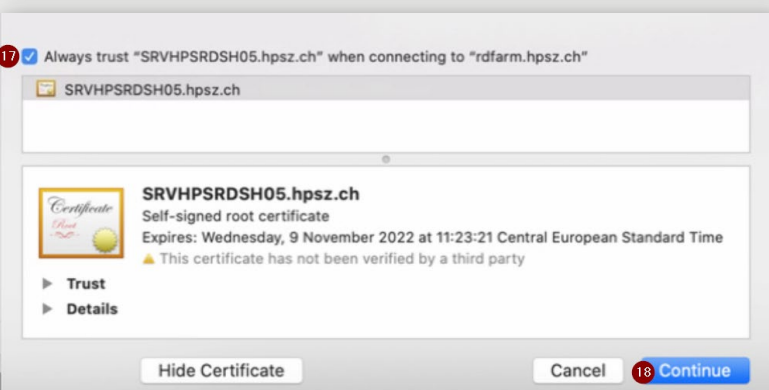 17 Always trust “SRVHPSRDSH05.hpsz.ch” when connecting to “rdfarm.hpsz.ch”
SRVHPSRDSH05.hpsz.ch
Certificate
Root
SRVHPSRDSH05.hpsz.ch
Self-signed root certificate
Expires: Wednesday, 9 November 2022 at 11:23:21 Central European Standard Time
This certificate has not been verified by a third party
Trust
Details
Hide Certificate Cancel 18 Continue